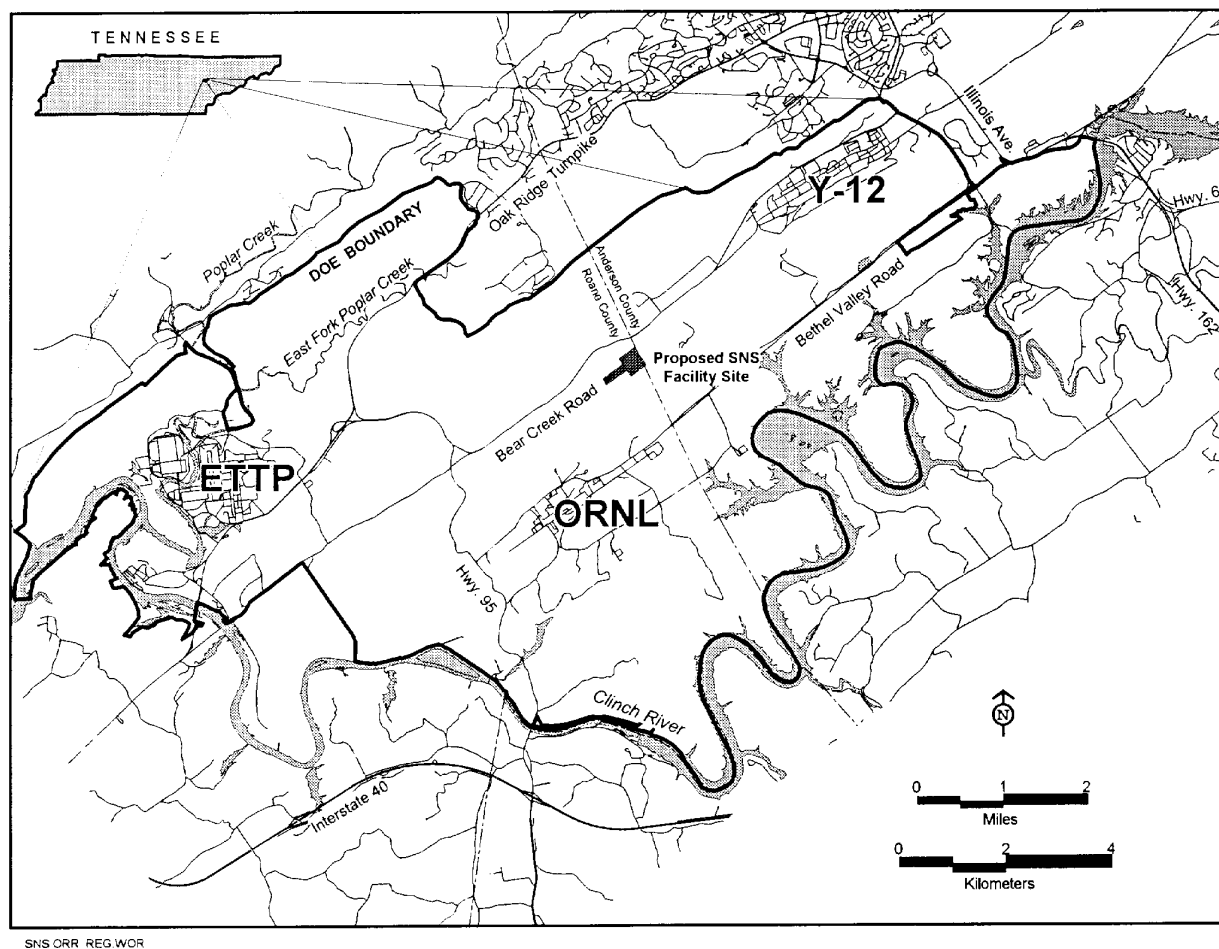 TENNESSEE
Illinois Ave.
Oak Ridge Turnpike
Y-12
Hwy. 6
Poplar Creek
DOE BOUNDARY
Anderson County
Roane County
Bethel Valley Road
Hwy. 162
East Fork Poplar Creek
Proposed SNS
Facility Site
Bear Creek Road
ETTP
ORNL
Hwy. 95
Clinch River
N
Interstate 40
0 1 2
Miles
0 2 4
Kilometers
SNS ORR REG.WOR